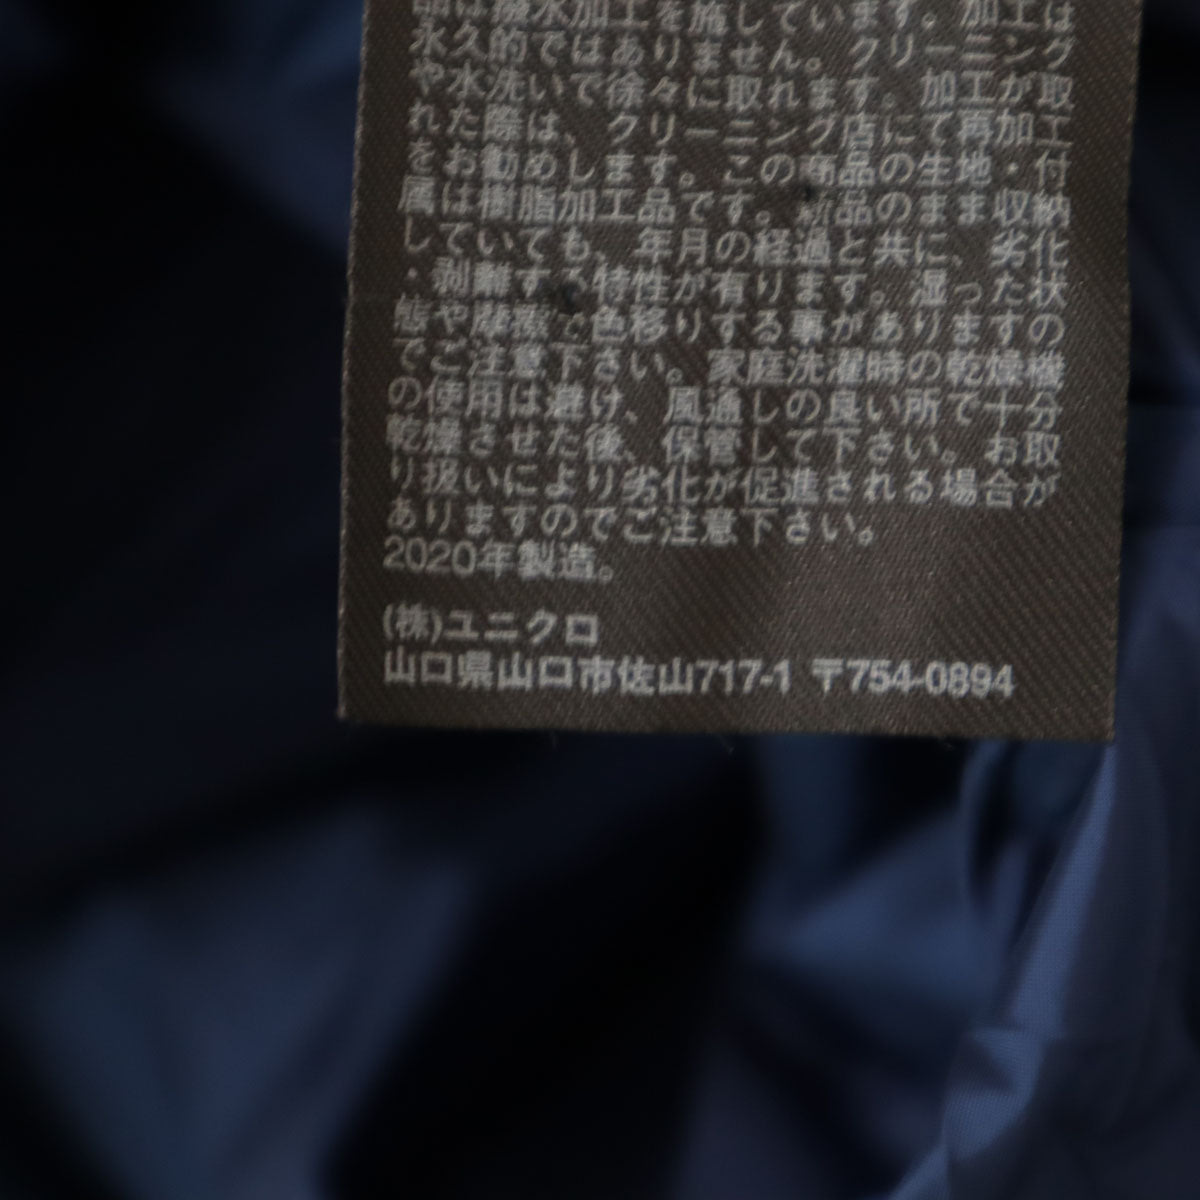 品は撥水加工を施しています。加工は
永久的ではありません。クリーニング
や水洗いで徐々に取れます。加工が取
れた際は、クリーニング店にて再加工
をお勧めします。この商品の生地・付
属は樹脂加工品です。新品のまま収納
していても、年月の経過と共に、劣化
・剥離する特性が有ります。湿った状
態や摩擦で色移りする事がありますの
でご注意下さい。家庭洗濯時の乾燥機
の使用は避け、風通しの良い所で十分
乾燥させた後、保管して下さい。お取
り扱いにより劣化が促進される場合が
ありますのでご注意下さい。
2020年製造。
(株)ユニクロ
山口県山口市佐山717-1 〒754-0894